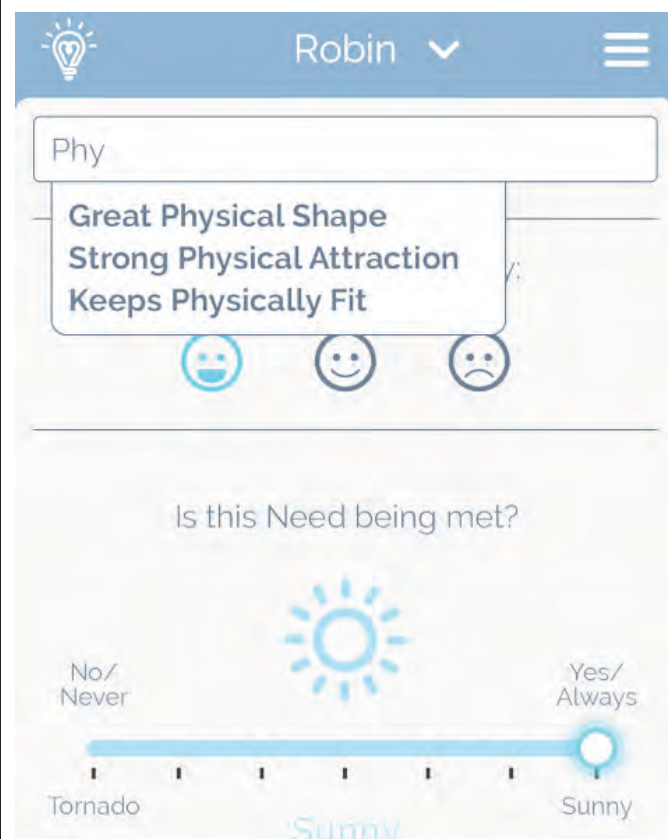 Robin
Phy
Great Physical Shape
Strong Physical Attraction
Keeps Physically Fit
y:
Is this Need being met?
No/
Never
Yes/
Always
Tornado
Sunny
Sunny